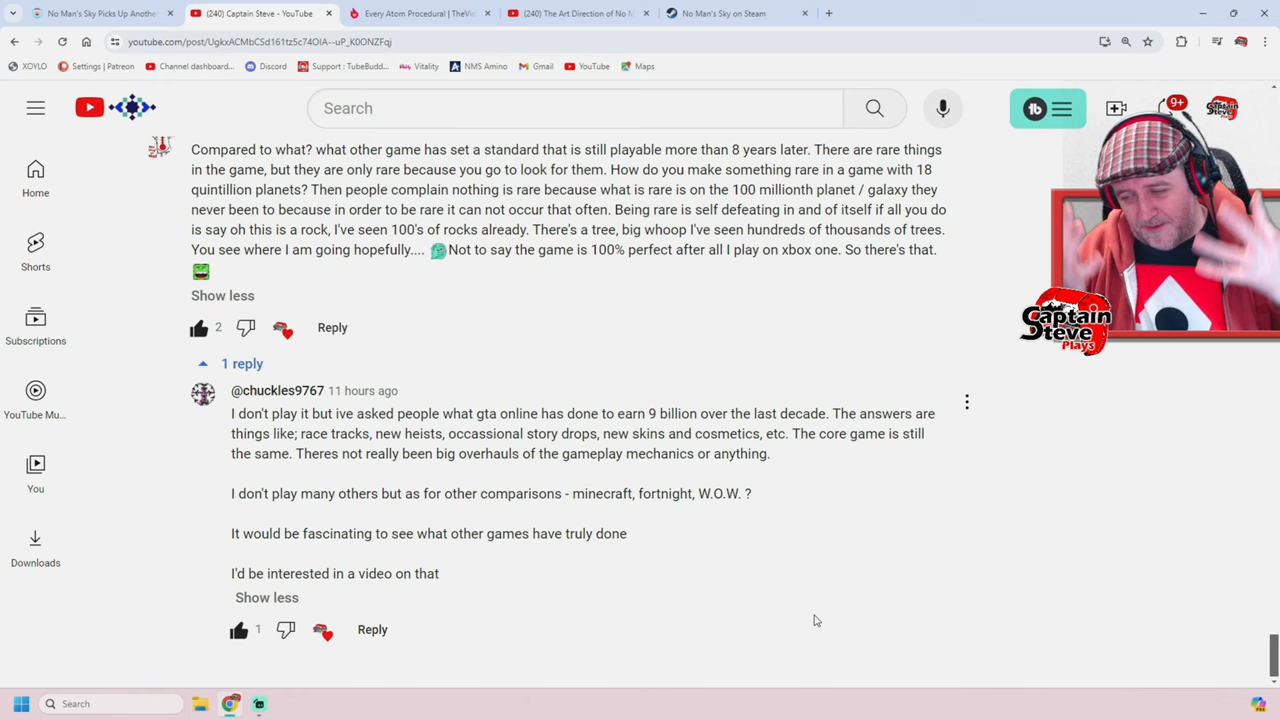 No Man's Sky Picks Up Anothe
(240) Captain Steve - YouTube
Every Atom Procedural | TheVid
(240) The Art Direction of No M
No Man's Sky on Steam
youtube.com/post/UgkxACMbCSd161tz5c74OIA--uP_K0ONZFqj
XOYLO
Settings | Patreon
Channel dashboard...
Discord
Support : TubeBudd...
Vitality
NMS Amino
Gmail
YouTube
Maps
Search
9+
Home
Shorts
Subscriptions
YouTube Mu...
You
Downloads
Compared to what? what other game has set a standard that is still playable more than 8 years later. There are rare things
in the game, but they are only rare because you go to look for them. How do you make something rare in a game with 18
quintillion planets? Then people complain nothing is rare because what is rare is on the 100 millionth planet / galaxy they
never been to because in order to be rare it can not occur that often. Being rare is self defeating in and of itself if all you do
is say oh this is a rock, I've seen 100's of rocks already. There's a tree, big whoop I've seen hundreds of thousands of trees.
You see where I am going hopefully.... Not to say the game is 100% perfect after all I play on xbox one. So there's that.
Show less
2
Reply
1 reply
@chuckles9767 11 hours ago
I don't play it but ive asked people what gta online has done to earn 9 billion over the last decade. The answers are
things like; race tracks, new heists, occassional story drops, new skins and cosmetics, etc. The core game is still
the same. Theres not really been big overhauls of the gameplay mechanics or anything.
I don't play many others but as for other comparisons - minecraft, fortnight, W.O.W. ?
It would be fascinating to see what other games have truly done
I'd be interested in a video on that
Show less
1
Reply
Captain
Steve
Plays
Search